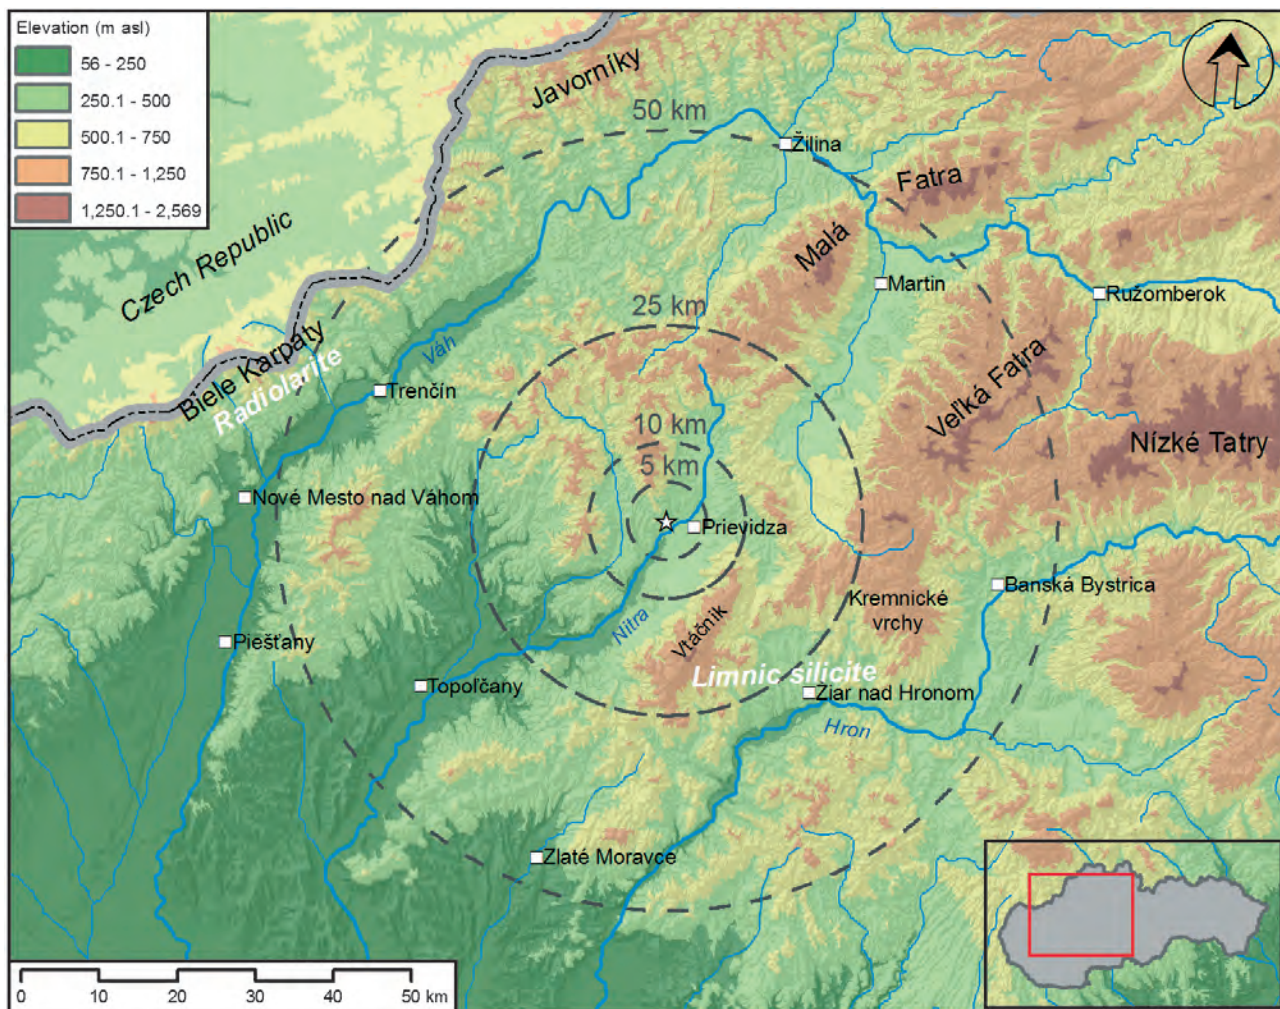 Elevation (m asl)
56 - 250
250.1 - 500
500.1 - 750
750.1 - 1,250
1,250.1 - 2,569
Javorníky
50 km
Žilina
Fatra
Czech Republic
Malá
Martin
Ružomberok
25 km
Váh
Biele Karpaty
Radiolarite
Trenčín
Veľká Fatra
10 km
Nízké Tatry
5 km
Nové Mesto nad Váhom
Prievidza
Banská Bystrica
Kremnické
vrchy
Nitra
Vtáčnik
Piešťany
Limnic silicite
Topoľčany
Ziar nad Hronom
Hron
Zlaté Moravce
0 10 20 30 40 50 km